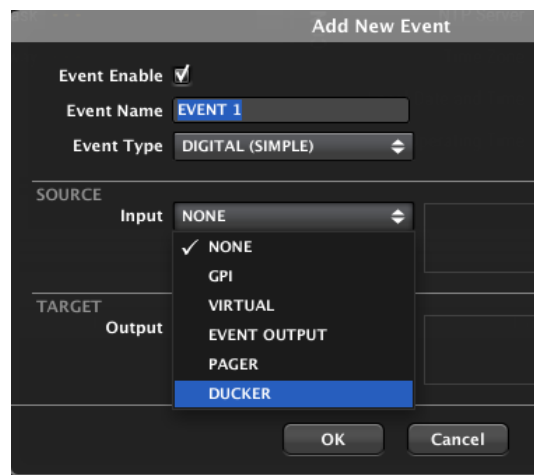 Add New Event
Event Enable
Event Name EVENT 1
Event Type DIGITAL (SIMPLE)
SOURCE
Input NONE
✓ NONE
GPI
VIRTUAL
TARGET
Output EVENT OUTPUT
PAGER
DUCKER
OK Cancel